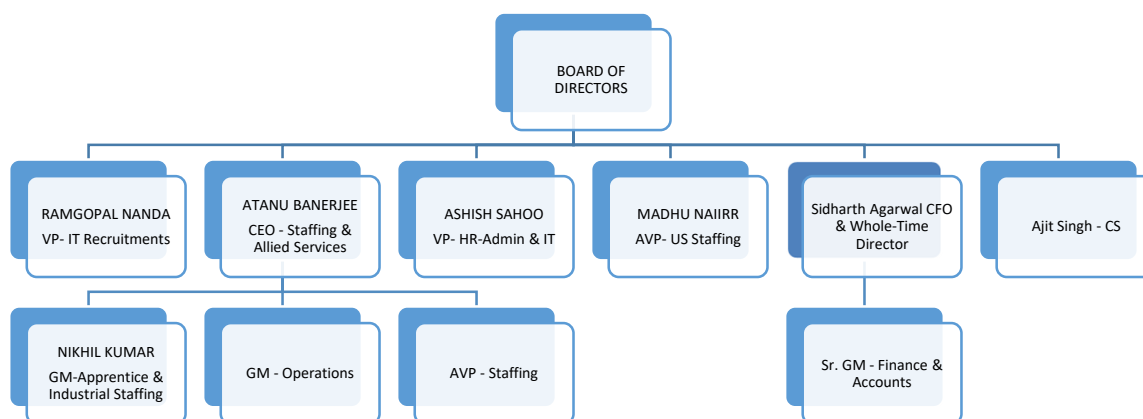 BOARD OF
DIRECTORS
RAMGOPAL NANDA
VP- IT Recruitments
ATANU BANERJEE
CEO - Staffing &
Allied Services
ASHISH SAHOO
VP- HR-Admin & IT
MADHU NAIIRR
AVP- US Staffing
Sidharth Agarwal CFO
& Whole-Time
Director
Ajit Singh - CS
NIKHIL KUMAR
GM-Apprentice &
Industrial Staffing
GM - Operations
AVP - Staffing
Sr. GM - Finance &
Accounts